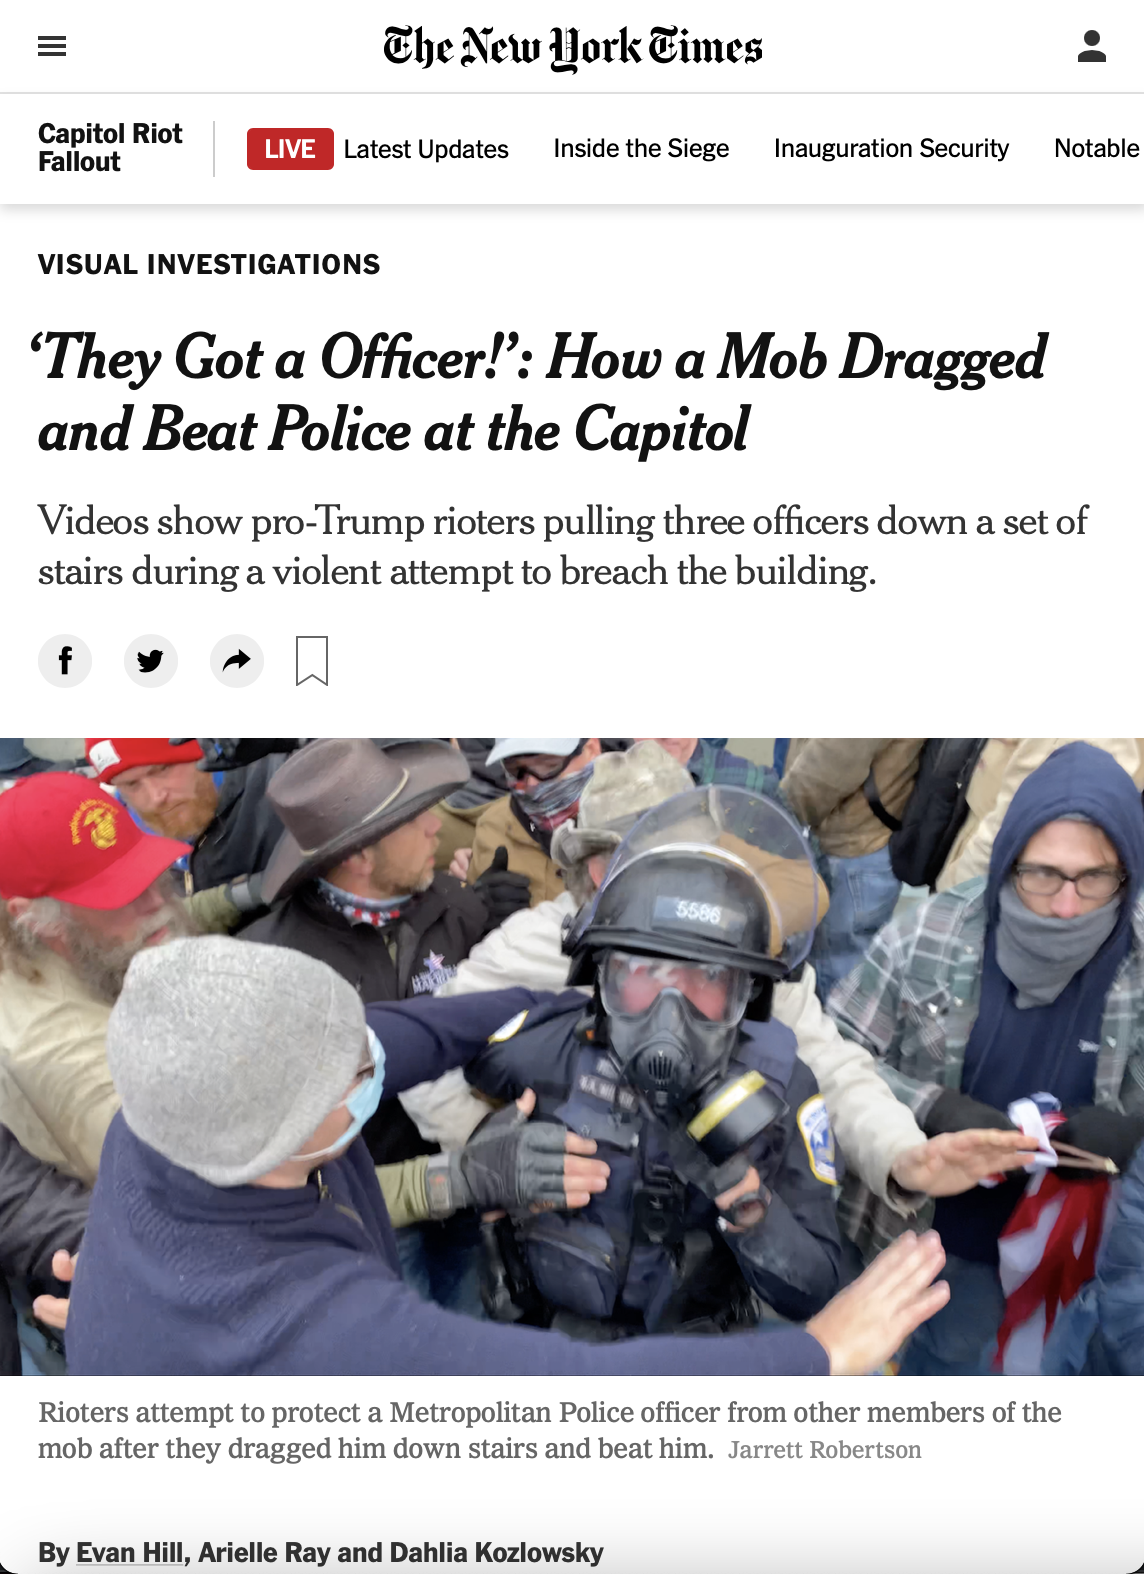 The New York Times
Capitol Riot
Fallout
LIVE Latest Updates Inside the Siege Inauguration Security Notable
VISUAL INVESTIGATIONS
‘They Got a Officer!’: How a Mob Dragged
and Beat Police at the Capitol
Videos show pro-Trump rioters pulling three officers down a set of
stairs during a violent attempt to breach the building.
5586
Rioters attempt to protect a Metropolitan Police officer from other members of the
mob after they dragged him down stairs and beat him. Jarrett Robertson
By Evan Hill, Arielle Ray and Dahlia Kozlowsky